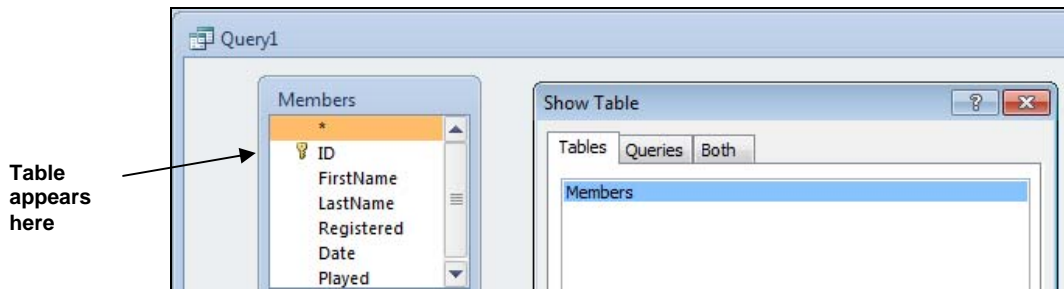 Query1
Members
*
ID
FirstName
LastName
Registered
Date
Played
Show Table
?
Tables Queries Both
Members
Table
appears
here